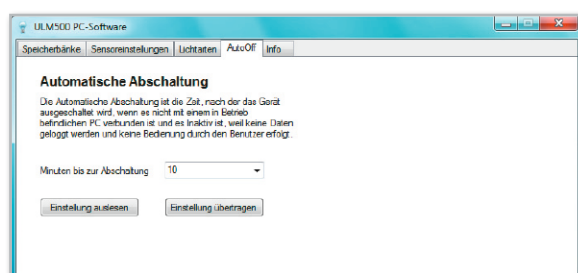 ULM500 PC-Software
Speicherbänke Sensoreinstellungen Lichtarten AutoOff Info
Automatische Abschaltung
Die Automatische Abschaltung ist die Zeit, nach der das Gerät
ausgeschaltet wird, wenn es nicht mit einem in Betrieb
befindlichen PC verbunden ist und es Inaktiv ist, weil keine Daten
geloggt werden und keine Bedienung durch den Benutzer erfolgt.
Minuten bis zur Abschaltung 10
Einstellung auslesen Einstellung übertragen